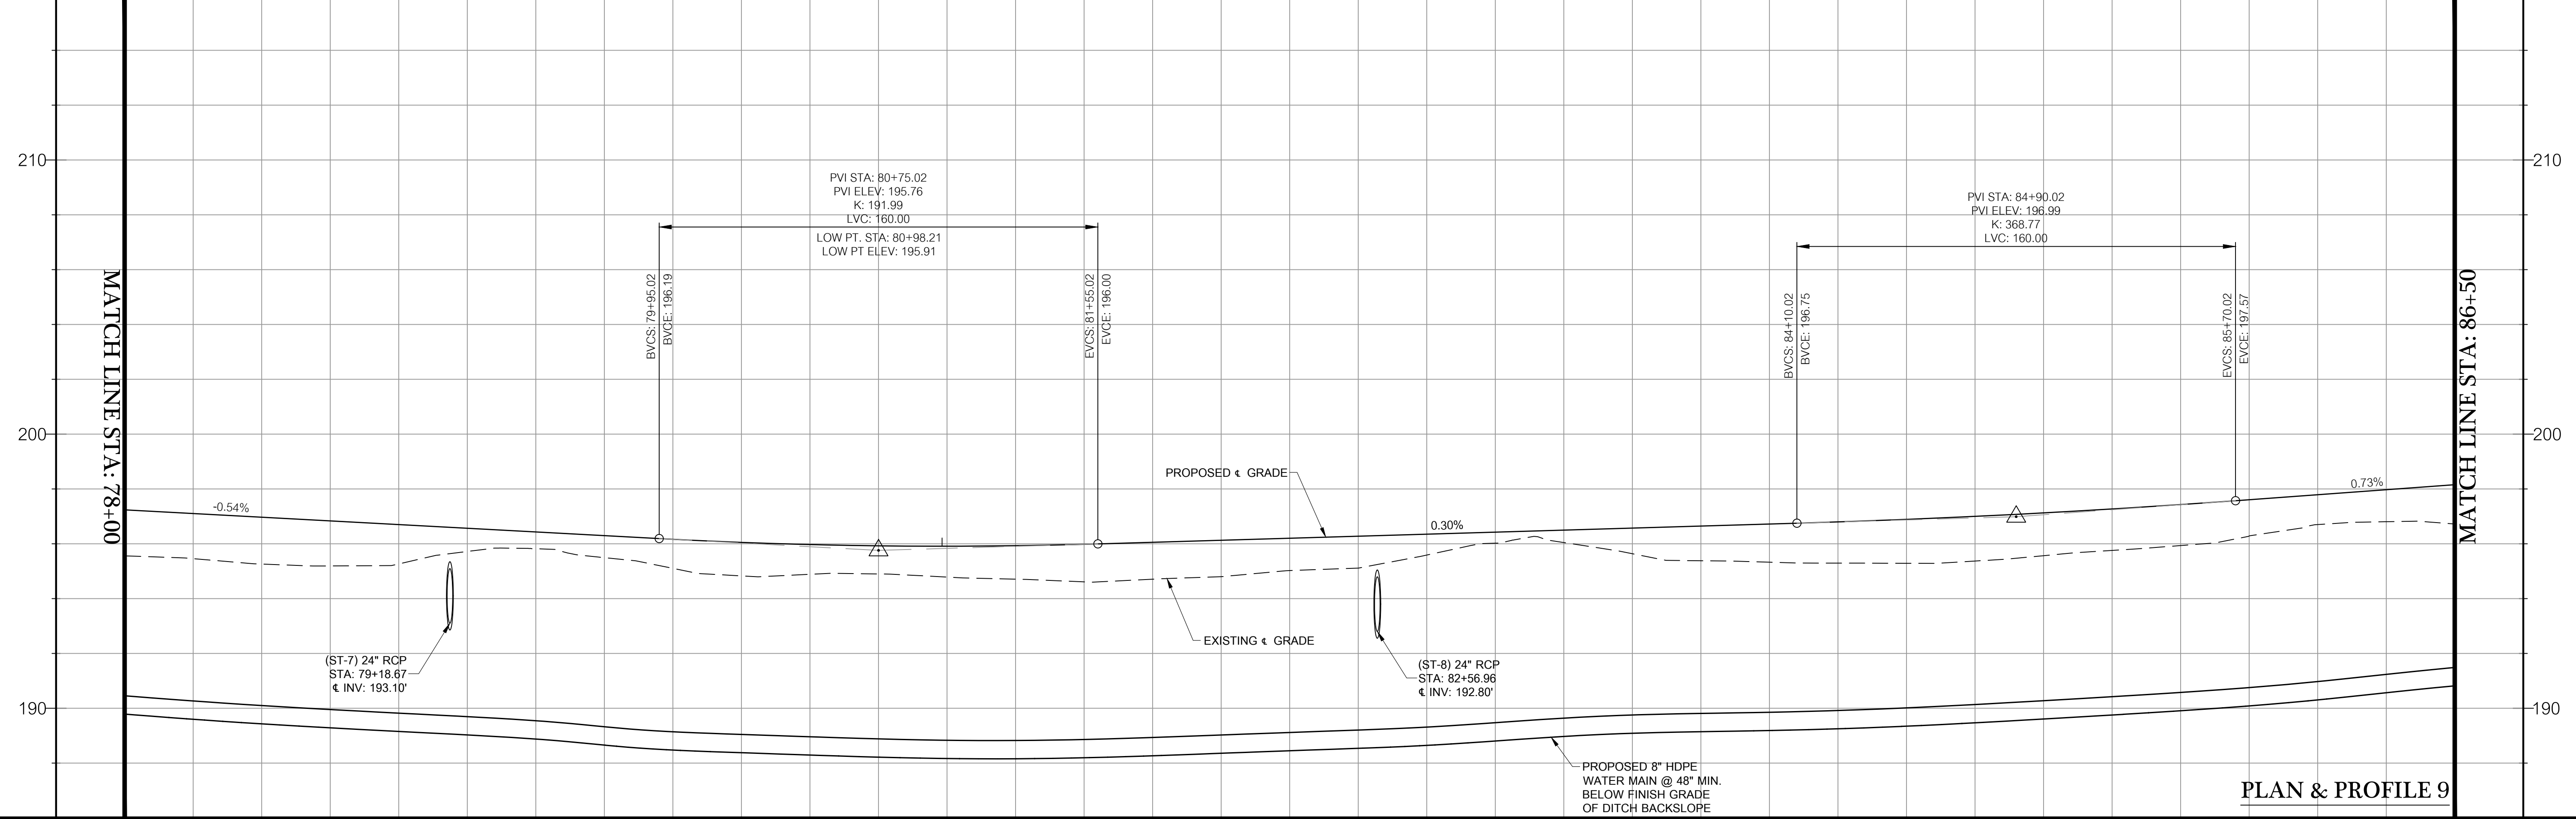 210
200
190
MATCH LINE STA: 78+00
-0.54%
(ST-7) 24" RCP
STA: 79+18.67
℄ INV: 193.10'
PVI STA: 80+75.02
PVI ELEV: 195.76
K: 191.99
LVC: 160.00
LOW PT. STA: 80+98.21
LOW PT ELEV: 195.91
BVCS: 79+95.02
BVCE: 196.19
EVCS: 81+55.02
EVCE: 196.00
PROPOSED ℄ GRADE
EXISTING ℄ GRADE
0.30%
(ST-8) 24" RCP
STA: 82+56.96
℄ INV: 192.80'
PROPOSED 8" HDPE
WATER MAIN @ 48" MIN.
BELOW FINISH GRADE
OF DITCH BACKSLOPE
PVI STA: 84+90.02
PVI ELEV: 196.99
K: 368.77
LVC: 160.00
BVCS: 84+10.02
BVCE: 196.75
EVCS: 85+70.02
EVCE: 197.57
0.73%
MATCH LINE STA: 86+50
210
200
190
PLAN & PROFILE 9